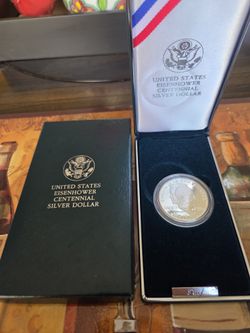 UNITED STATES
EISENHOWER
CENTENNIAL
SILVER DOLLAR
UNITED STATES
EISENHOWER
CENTENNIAL
SILVER DOLLAR